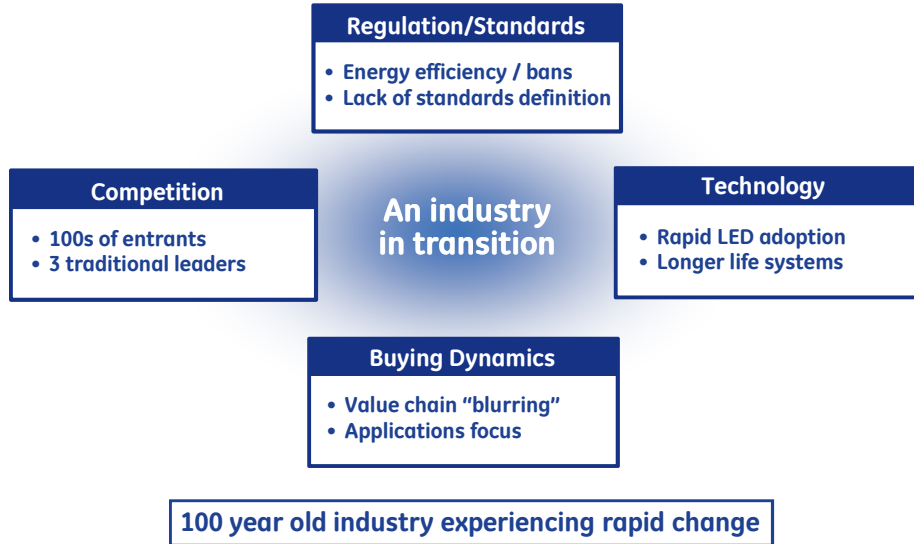 Regulation/Standards
• Energy efficiency / bans
• Lack of standards definition
Competition
• 100s of entrants
• 3 traditional leaders
An industry
in transition
Technology
• Rapid LED adoption
• Longer life systems
Buying Dynamics
• Value chain “blurring”
• Applications focus
100 year old industry experiencing rapid change